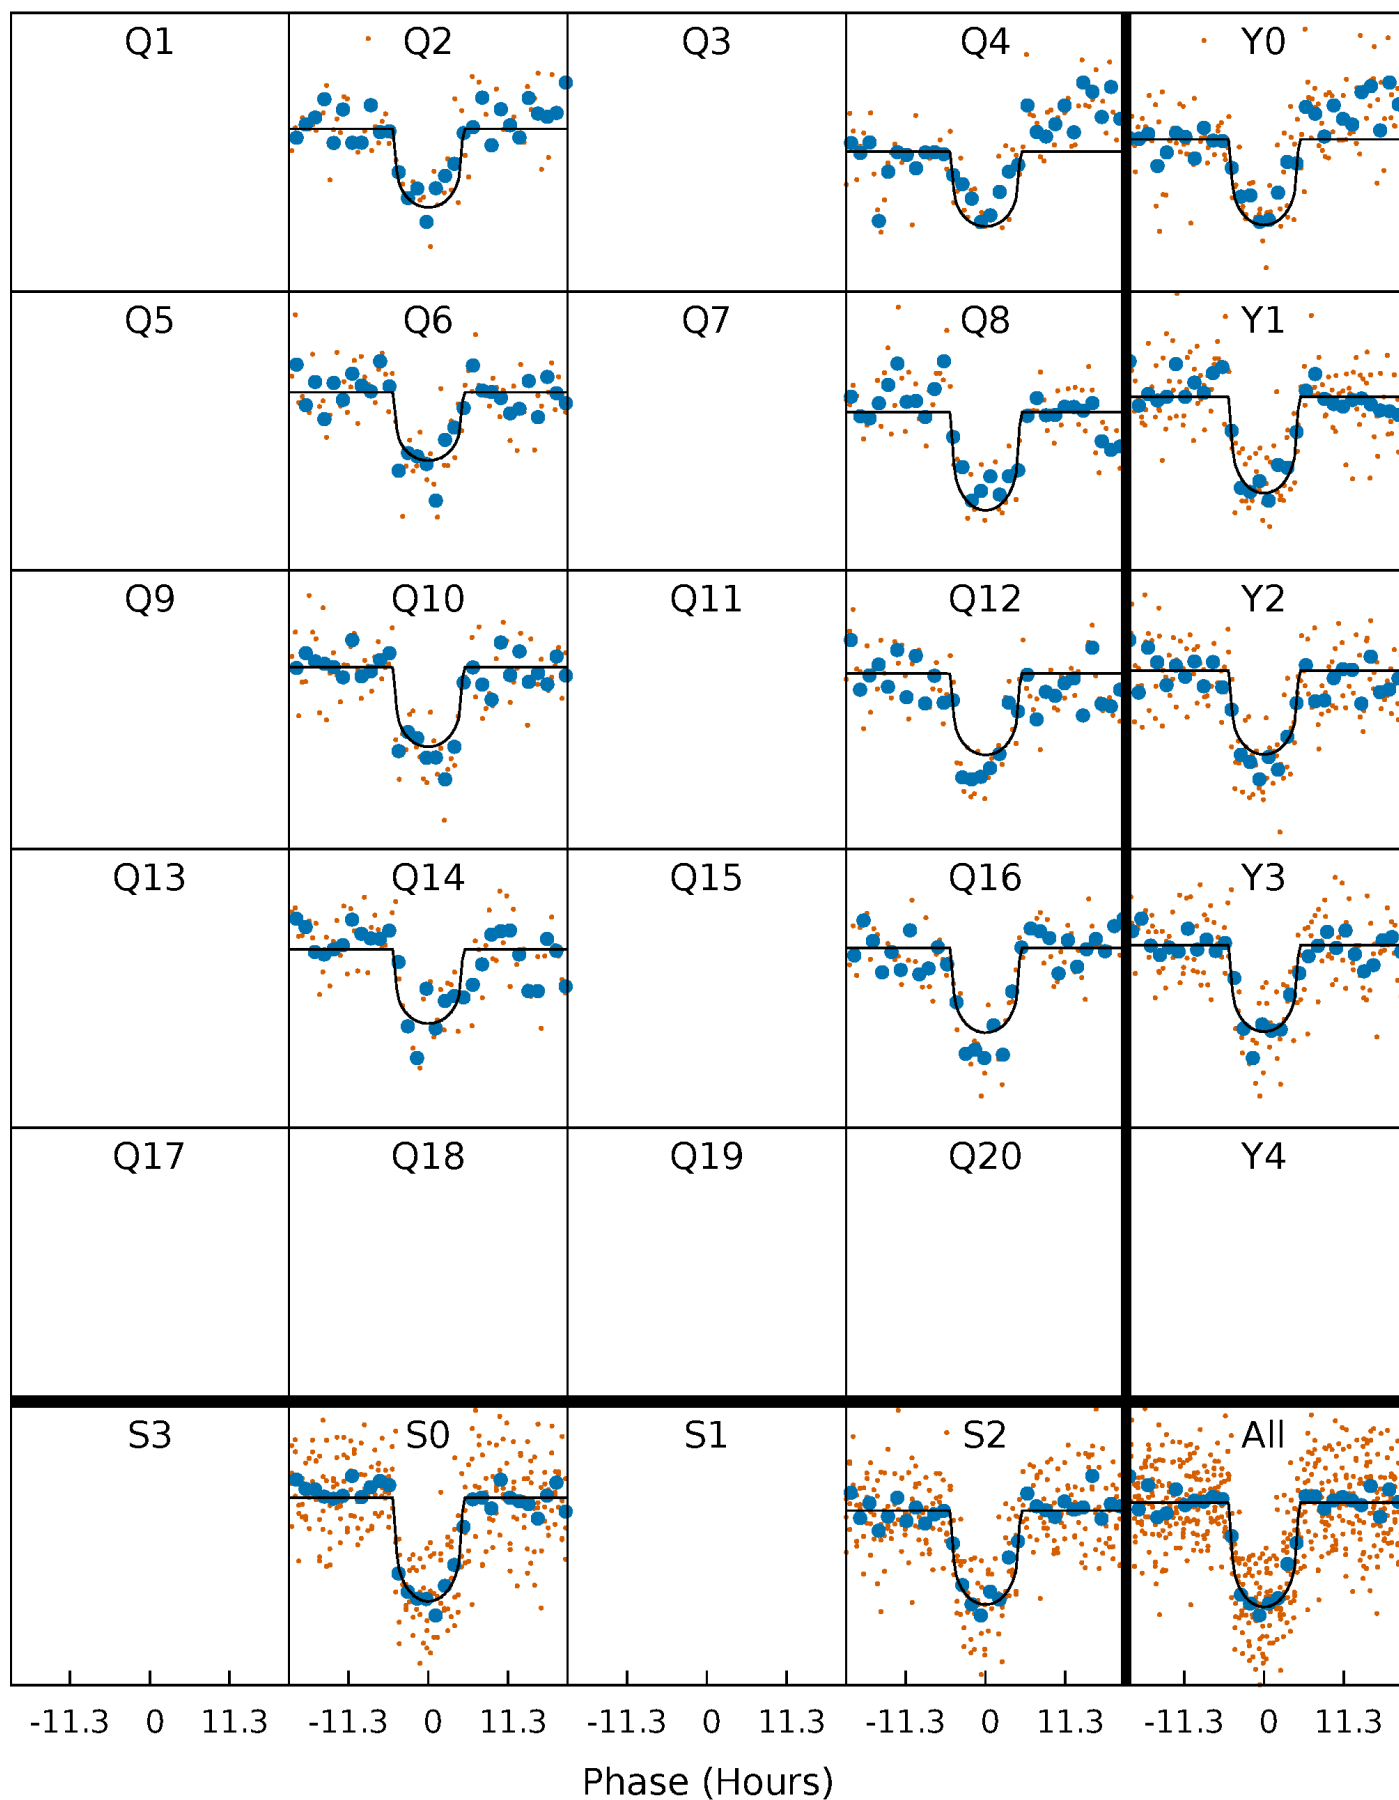 Q1 Q2 Q3 Q4 Y0
Q5 Q6 Q7 Q8 Y1
Q9 Q10 Q11 Q12 Y2
Q13 Q14 Q15 Q16 Y3
Q17 Q18 Q19 Q20 Y4
S3 S0 S1 S2 All
-11.3 0 11.3 -11.3 0 11.3 -11.3 0 11.3 -11.3 0 11.3 -11.3 0 11.3
Phase (Hours)